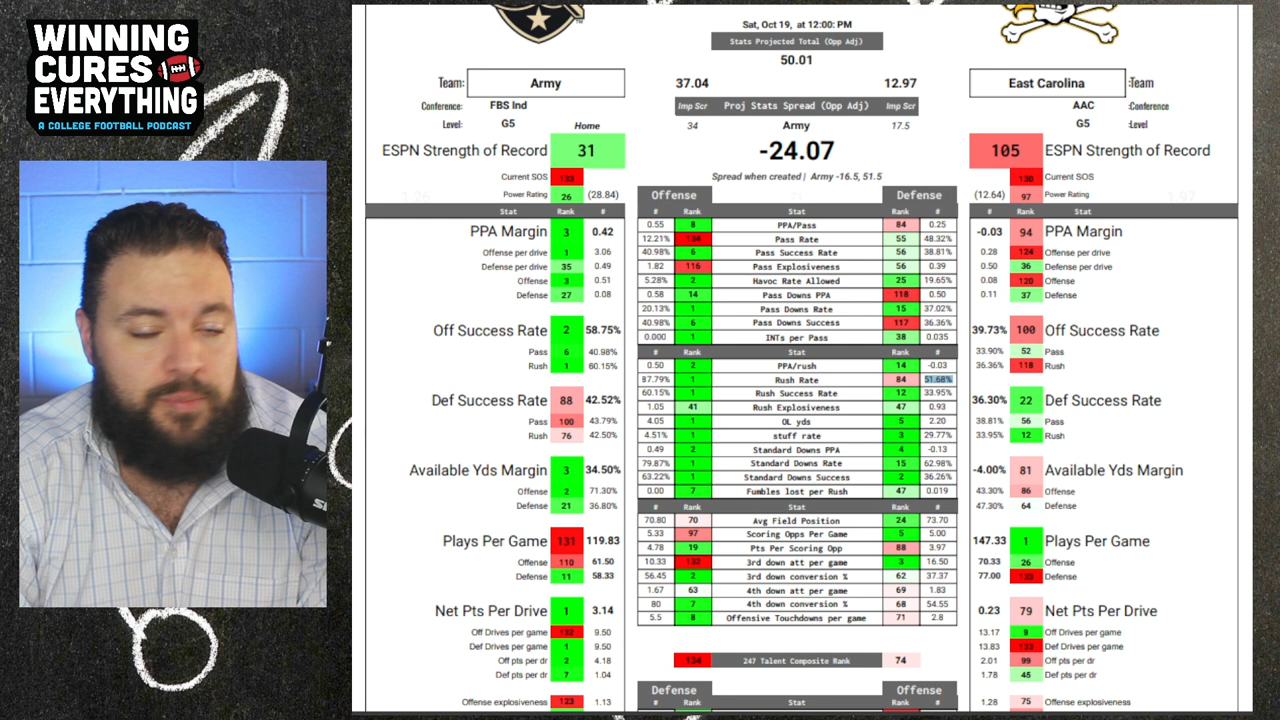 WINNING
CURES
EVERYTHING
A COLLEGE FOOTBALL PODCAST
Sat, Oct 19, at 12:00: PM
Stats Projected Total (Opp Adj)
50.01
Team: Army 37.04 12.97 East Carolina :Team
Conference: FBS Ind Imp Scr Proj Stats Spread (Opp Adj) Imp Scr AAC :Conference
Level: G5 Home 34 Army 17.5 G5 :Level
ESPN Strength of Record 31 -24.07 105 ESPN Strength of Record
Current SOS 133 Spread when created | Army -16.5, 51.5 130 Current SOS
Power Rating 26 (28.84) Offense Defense (12.64) 97 Power Rating
Stat Rank # # Rank Stat Rank # # Rank Stat
0.55 8 PPA/Pass 84 0.25
12.21% 134 Pass Rate 55 48.32%
40.98% 6 Pass Success Rate 56 38.81%
1.82 116 Pass Explosiveness 56 0.39
5.28% 2 Havoc Rate Allowed 25 19.65%
0.58 14 Pass Downs PPA 118 0.50
20.13% 1 Pass Downs Rate 15 37.02%
40.98% 6 Pass Downs Success 117 36.36%
0.000 1 INTs per Pass 38 0.035
# Rank Stat Rank #
0.50 2 PPA/rush 14 -0.03
87.79% 1 Rush Rate 84 51.68%
60.15% 1 Rush Success Rate 12 33.95%
1.05 41 Rush Explosiveness 47 0.93
4.05 1 OL yds 5 2.20
4.51% 1 stuff rate 3 29.77%
0.49 2 Standard Downs PPA 4 -0.13
79.87% 1 Standard Downs Rate 15 62.98%
63.22% 1 Standard Downs Success 2 36.26%
0.00 7 Fumbles lost per Rush 47 0.019
# Rank Stat Rank #
70.80 70 Avg Field Position 24 73.70
5.33 97 Scoring Opps Per Game 5 5.00
4.78 19 Pts Per Scoring Opp 88 3.97
10.33 132 3rd down att per game 3 16.50
56.45 2 3rd down conversion % 62 37.37
1.67 63 4th down att per game 69 1.83
80 7 4th down conversion % 68 54.55
5.5 8 Offensive Touchdowns per game 71 2.8
134 247 Talent Composite Rank 74
Defense Offense
# Rank Stat Rank #
PPA Margin 3 0.42
Offense per drive 1 3.06
Defense per drive 35 0.49
Offense 3 0.51
Defense 27 0.08
Off Success Rate 2 58.75%
Pass 6 40.98%
Rush 1 60.15%
Def Success Rate 88 42.52%
Pass 100 43.79%
Rush 76 42.50%
Available Yds Margin 3 34.50%
Offense 2 71.30%
Defense 21 36.80%
Plays Per Game 131 119.83
Offense 110 61.50
Defense 11 58.33
Net Pts Per Drive 1 3.14
Off Drives per game 132 9.50
Def Drives per game 1 9.50
Off pts per dr 2 4.18
Def pts per dr 7 1.04
Offense explosiveness 123 1.13
-0.03 94 PPA Margin
0.28 124 Offense per drive
0.50 36 Defense per drive
0.08 120 Offense
0.11 37 Defense
39.73% 100 Off Success Rate
33.90% 52 Pass
36.36% 118 Rush
36.30% 22 Def Success Rate
38.81% 56 Pass
33.95% 12 Rush
-4.00% 81 Available Yds Margin
43.30% 86 Offense
47.30% 64 Defense
147.33 1 Plays Per Game
70.33 26 Offense
77.00 133 Defense
0.23 79 Net Pts Per Drive
13.17 9 Off Drives per game
13.83 133 Def Drives per game
2.01 99 Off pts per dr
1.78 45 Def pts per dr
1.28 75 Offense explosiveness